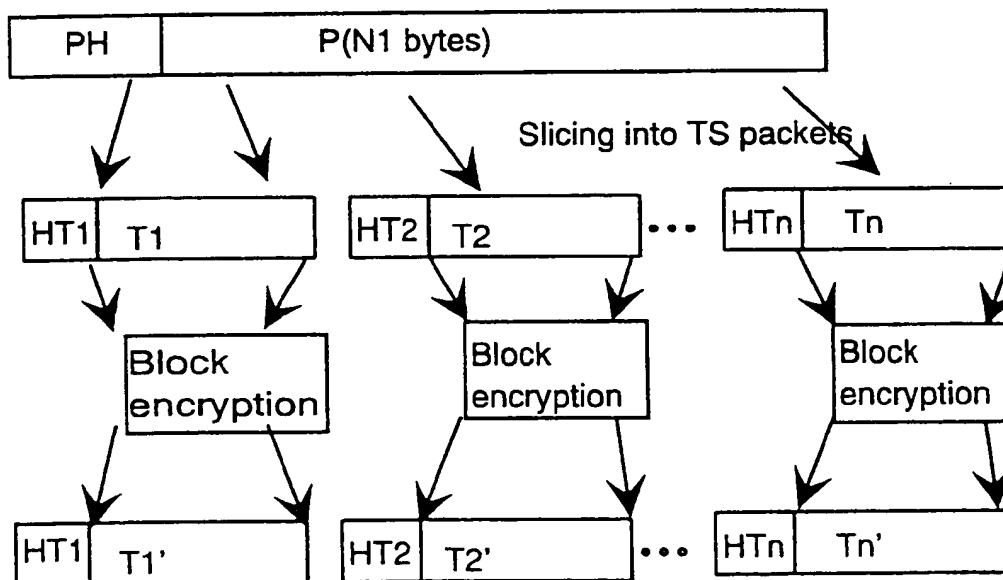 PH P(N1 bytes)
Slicing into TS packets
HT1 T1 HT2 T2 ••• HTn Tn
Block encryption
Block encryption
Block encryption
HT1 T1' HT2 T2' ••• HTn Tn'